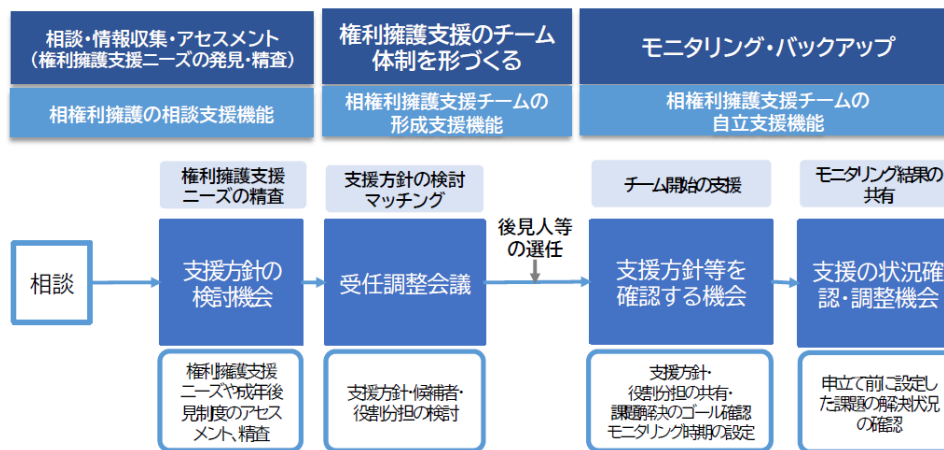 相談・情報収集・アセスメント
（権利擁護支援ニーズの発見・精査）
権利擁護支援のチーム
体制を形づくる
モニタリング・バックアップ
相権利擁護の相談支援機能
相権利擁護支援チームの
形成支援機能
相権利擁護支援チームの
自立支援機能
権利擁護支援
ニーズの精査
支援方針の検討
マッチング
チーム開始の支援
モニタリング結果の
共有
後見人等
の選任
相談
支援方針の
検討機会
受任調整会議
支援方針等を
確認する機会
支援の状況確
認・調整機会
権利擁護支援
ニーズや成年後
見制度のアセス
メント、精査
支援方針・候補者・
役割分担の検討
支援方針・
役割分担の共有・
課題解決のゴール確認
モニタリング時期の設定
申立て前に設定し
た課題の解決状況
の確認